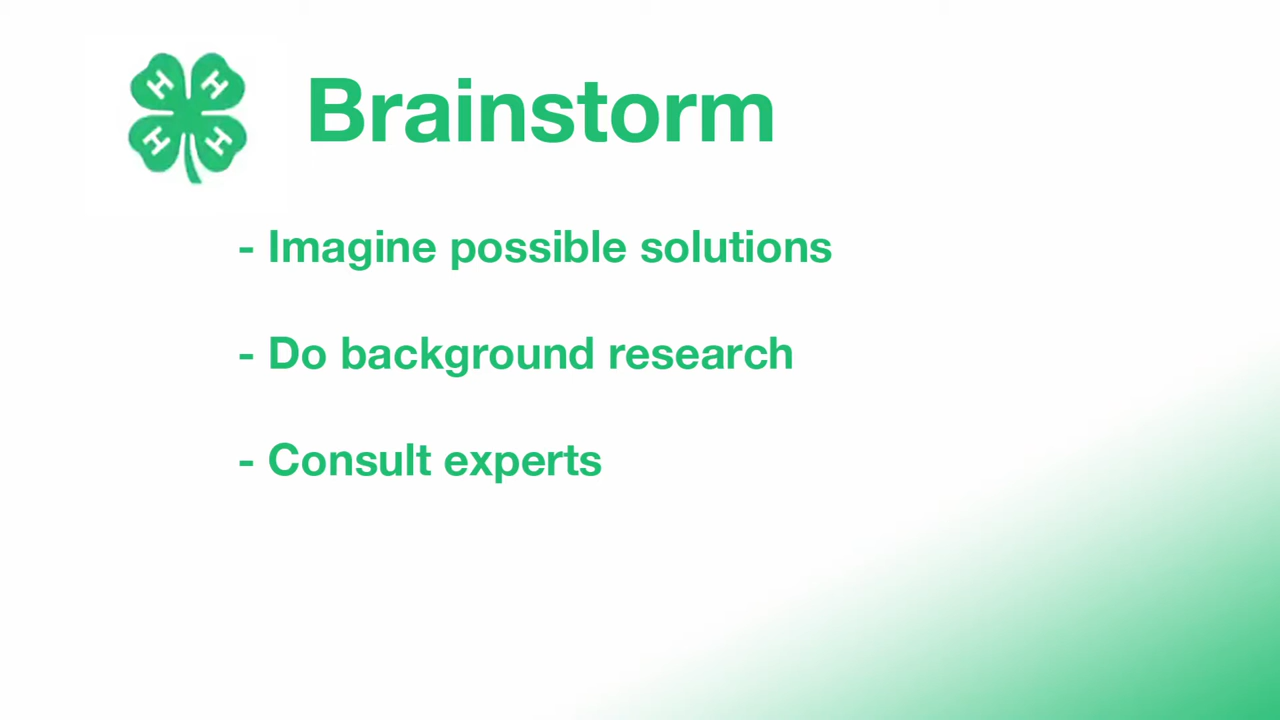 H H
H H
Brainstorm
- Imagine possible solutions
- Do background research
- Consult experts